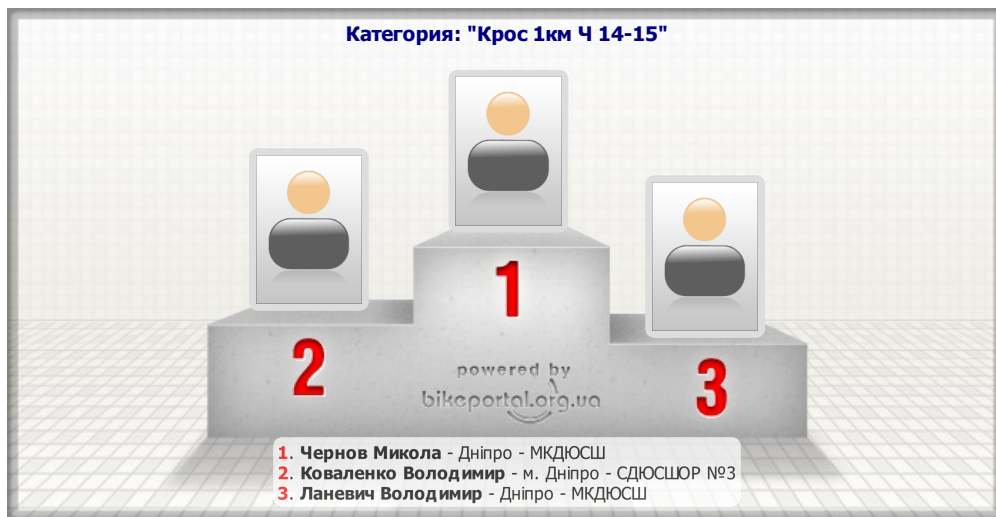 Категория: "Крос 1км Ч 14-15"
1
2
3
powered by
bikeportal.org.ua
1. Чернов Микола - Дніпро - МКДЮСШ
2. Коваленко Володимир - м. Дніпро - СДЮСШОР №3
3. Ланевич Володимир - Дніпро - МКДЮСШ